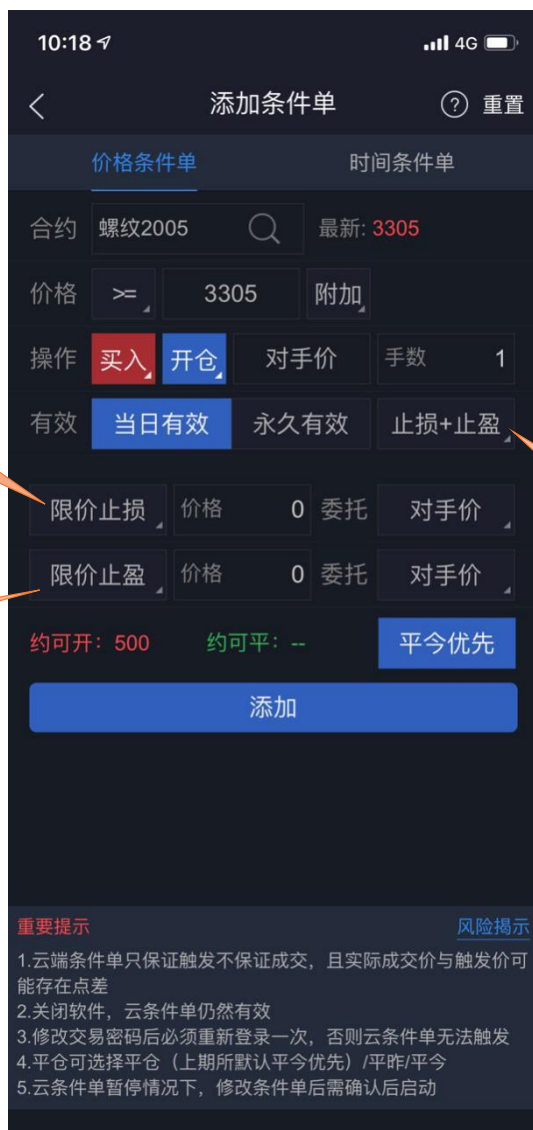 10:18 4G
添加条件单 ? 重置
价格条件单 时间条件单
合约 螺纹2005 最新: 3305
价格 >= 3305 附加
操作 买入 开仓 对手价 手数 1
有效 当日有效 永久有效 止损+止盈
限价止损 价格 0 委托 对手价
限价止盈 价格 0 委托 对手价
约可开: 500 约可平: -- 平今优先
添加
重要提示 风险揭示
1.云端条件单只保证触发不保证成交，且实际成交价与触发价可
能存在点差
2.关闭软件，云条件单仍然有效
3.修改交易密码后必须重新登录一次，否则云条件单无法触发
4.平仓可选择平仓（上期所默认平今优先）/平昨/平今
5.云条件单暂停情况下，修改条件单后需确认后启动